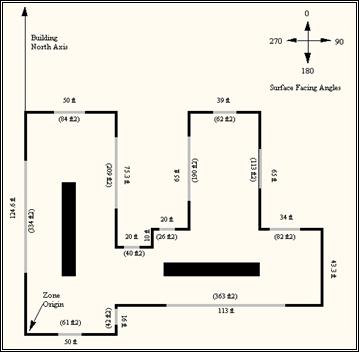 0
Building
North Axis
270
90
180
Surface Facing Angles
50 ft
(84 ft2)
39 ft
(62 ft2)
(209 ft2)
75.3 ft
65 ft
(113 ft2)
65 ft
124.6 ft
(334 ft2)
20 ft
(26 ft2)
10 ft
20 ft
(40 ft2)
34 ft
(82 ft2)
43.3 ft
Zone
Origin
(363 ft2)
113 ft
(61 ft2)
50 ft
(42 ft2)
16 ft